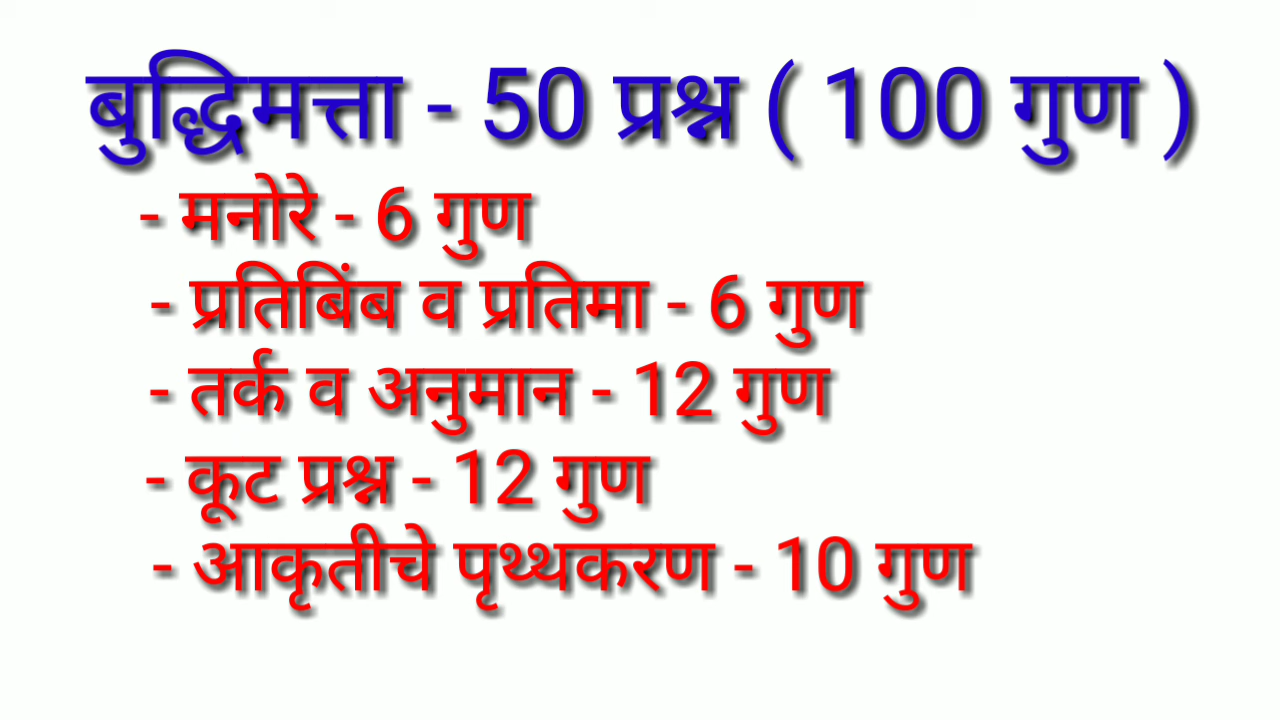 बुद्धिमत्ता - 50 प्रश्न ( 100 गुण )
- मनोरे - 6 गुण
- प्रतिबिंब व प्रतिमा - 6 गुण
- तर्क व अनुमान - 12 गुण
- कूट प्रश्न - 12 गुण
- आकृतीचे पृथ्थकरण - 10 गुण